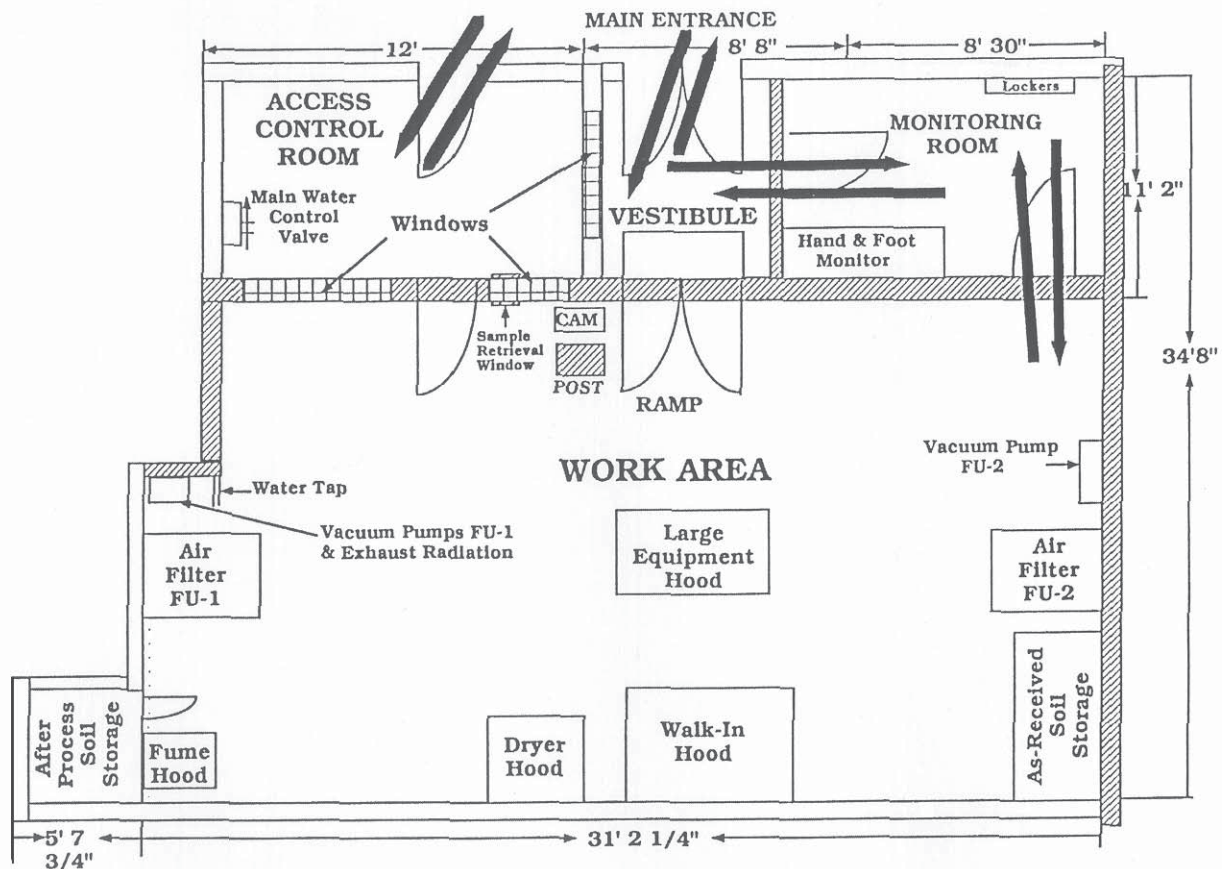 MAIN ENTRANCE
12'
8' 8"
8' 30"
ACCESS
CONTROL
ROOM
Lockers
MONITORING
ROOM
Main Water
Control
Valve
Windows
VESTIBULE
11' 2"
Hand & Foot
Monitor
CAM
Sample
Retrieval
Window
POST
RAMP
34'8"
WORK AREA
Vacuum Pump
FU-2
Water Tap
Vacuum Pumps FU-1
& Exhaust Radiation
Large
Equipment
Hood
Air
Filter
FU-1
Air
Filter
FU-2
After
Process
Soil
Storage
Fume
Hood
Dryer
Hood
Walk-In
Hood
As-Received
Soil
Storage
5' 7
3/4"
31' 2 1/4"